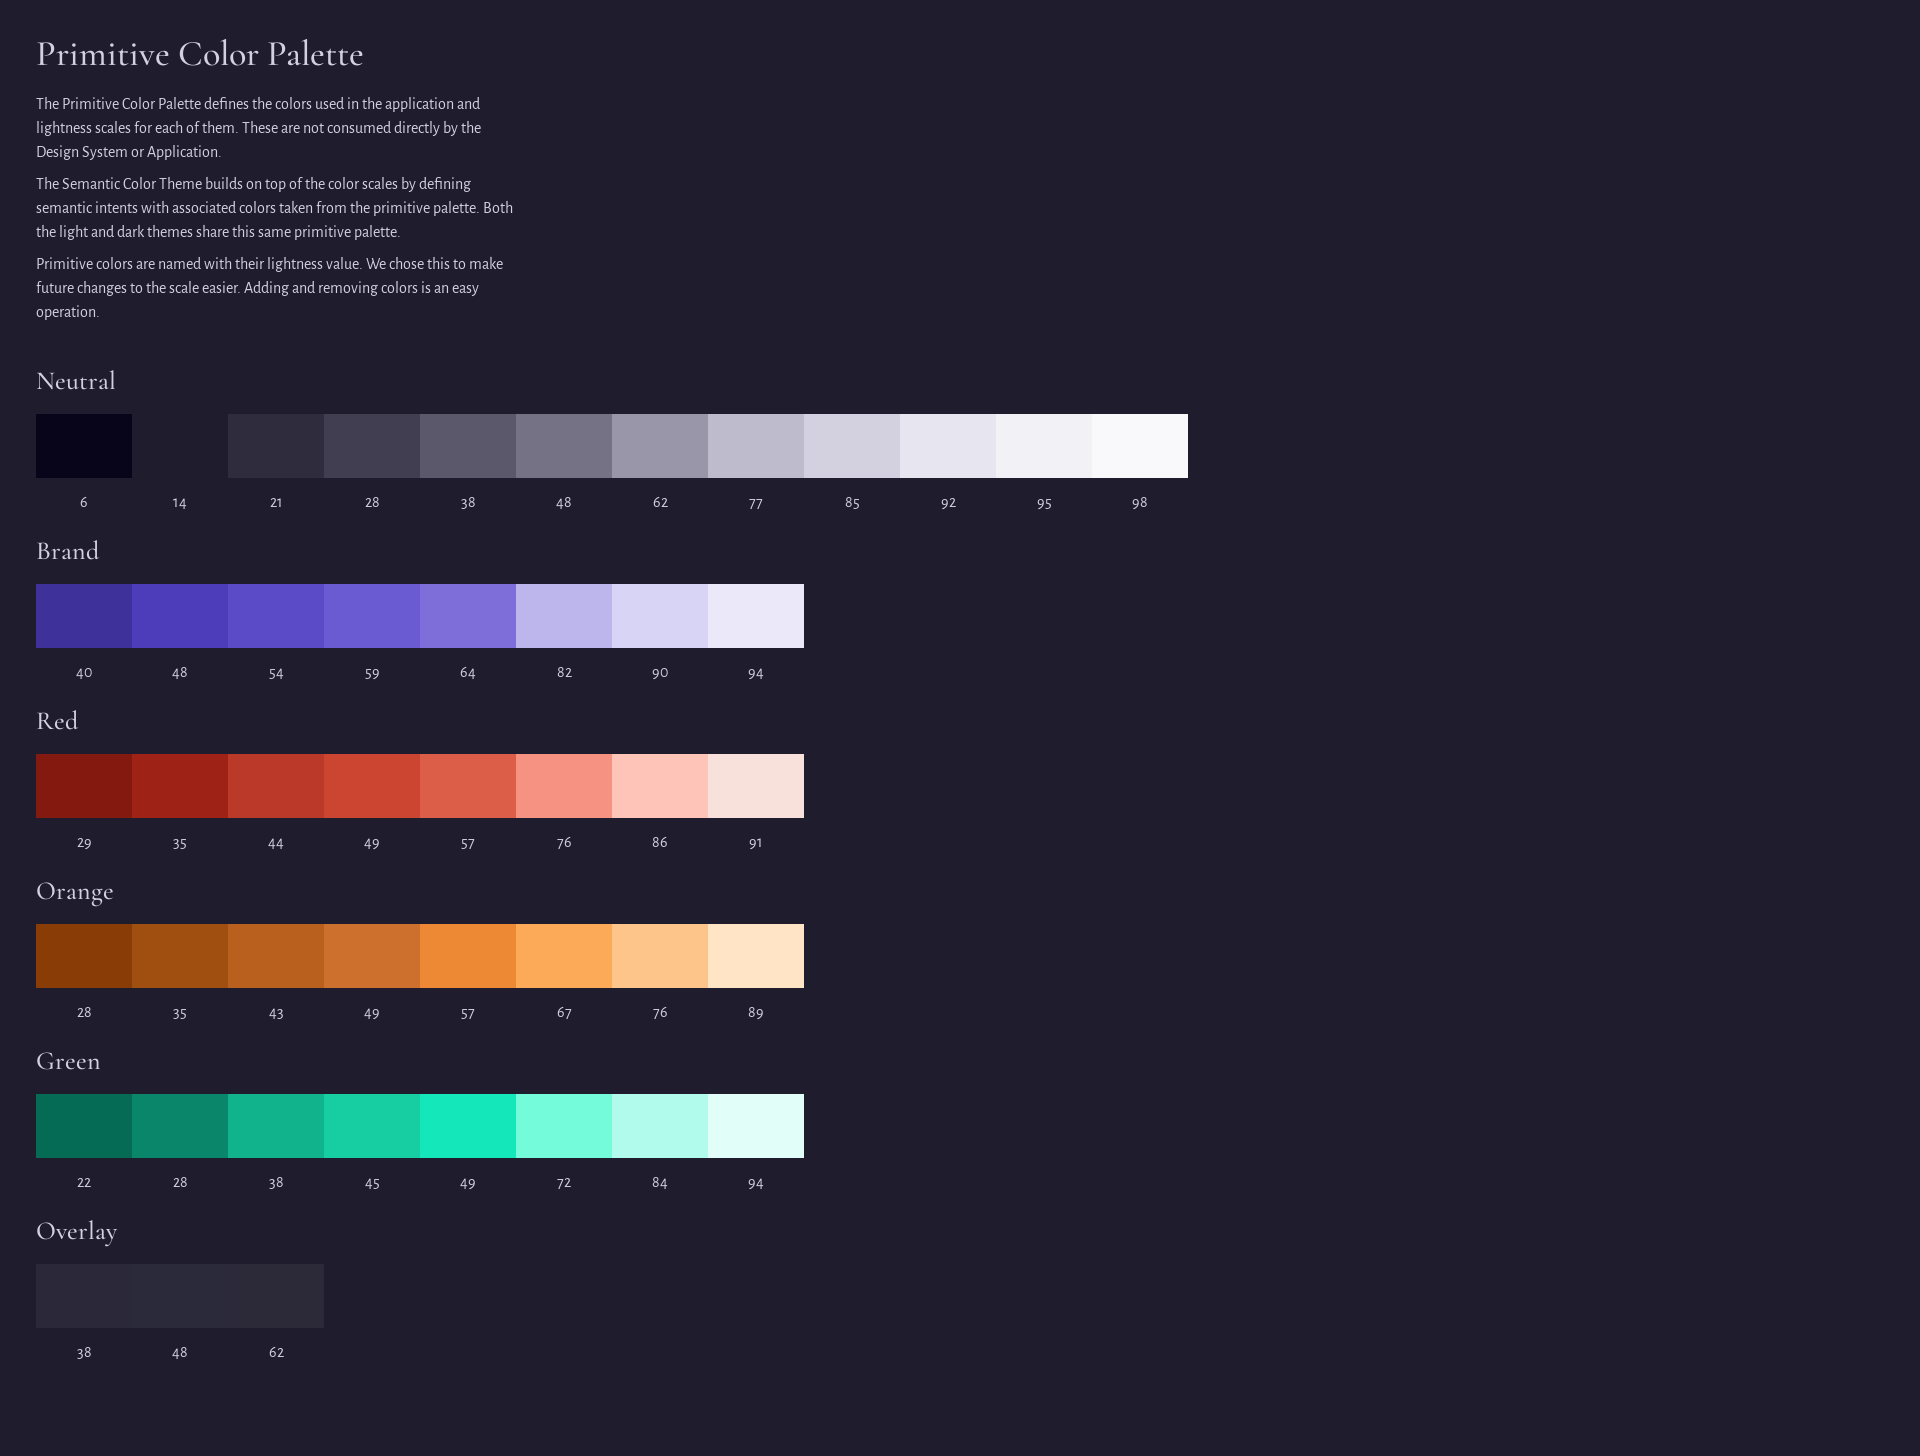 Primitive Color Palette
The Primitive Color Palette defines the colors used in the application and
lightness scales for each of them. These are not consumed directly by the
Design System or Application.
The Semantic Color Theme builds on top of the color scales by defining
semantic intents with associated colors taken from the primitive palette. Both
the light and dark themes share this same primitive palette.
Primitive colors are named with their lightness value. We chose this to make
future changes to the scale easier. Adding and removing colors is an easy
operation.
Neutral
6 14 21 28 38 48 62 77 85 92 95 98
Brand
40 48 54 59 64 82 90 94
Red
29 35 44 49 57 76 86 91
Orange
28 35 43 49 57 67 76 89
Green
22 28 38 45 49 72 84 94
Overlay
38 48 62